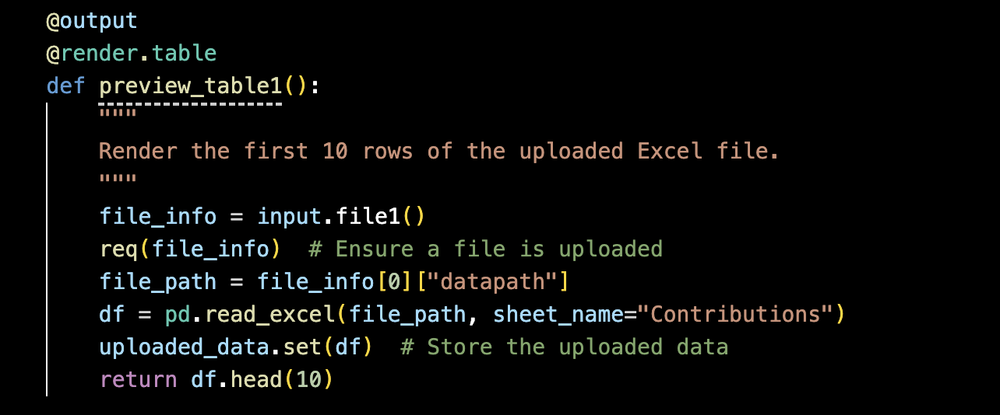 @output
@render.table
def preview_table1():
    """
    Render the first 10 rows of the uploaded Excel file.
    """
    file_info = input.file1()
    req(file_info)  # Ensure a file is uploaded
    file_path = file_info[0]["datapath"]
    df = pd.read_excel(file_path, sheet_name="Contributions")
    uploaded_data.set(df)  # Store the uploaded data
    return df.head(10)